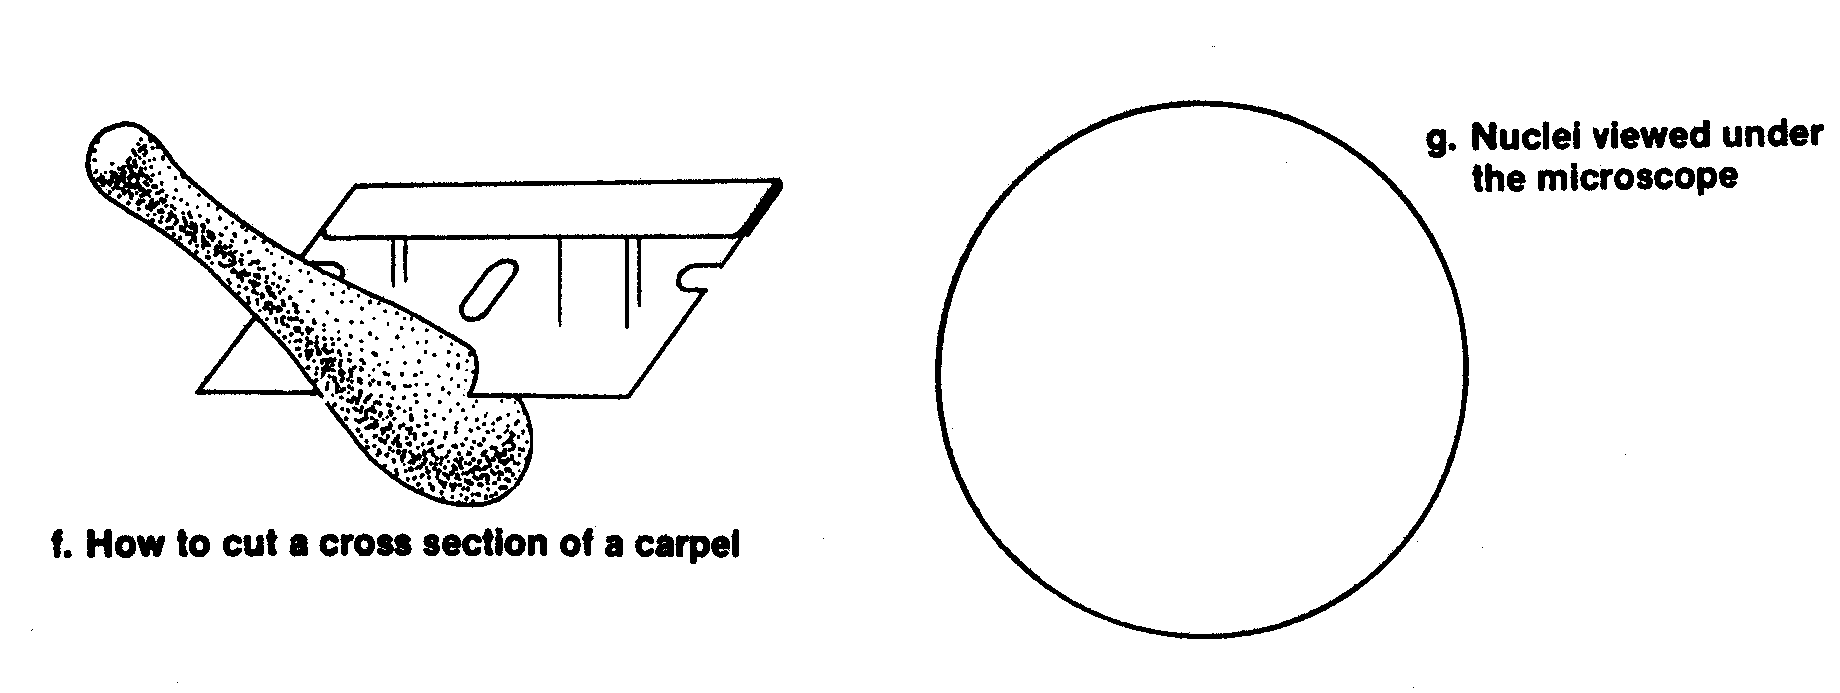 g. Nuclei viewed under
the microscope
f. How to cut a cross section of a carpel